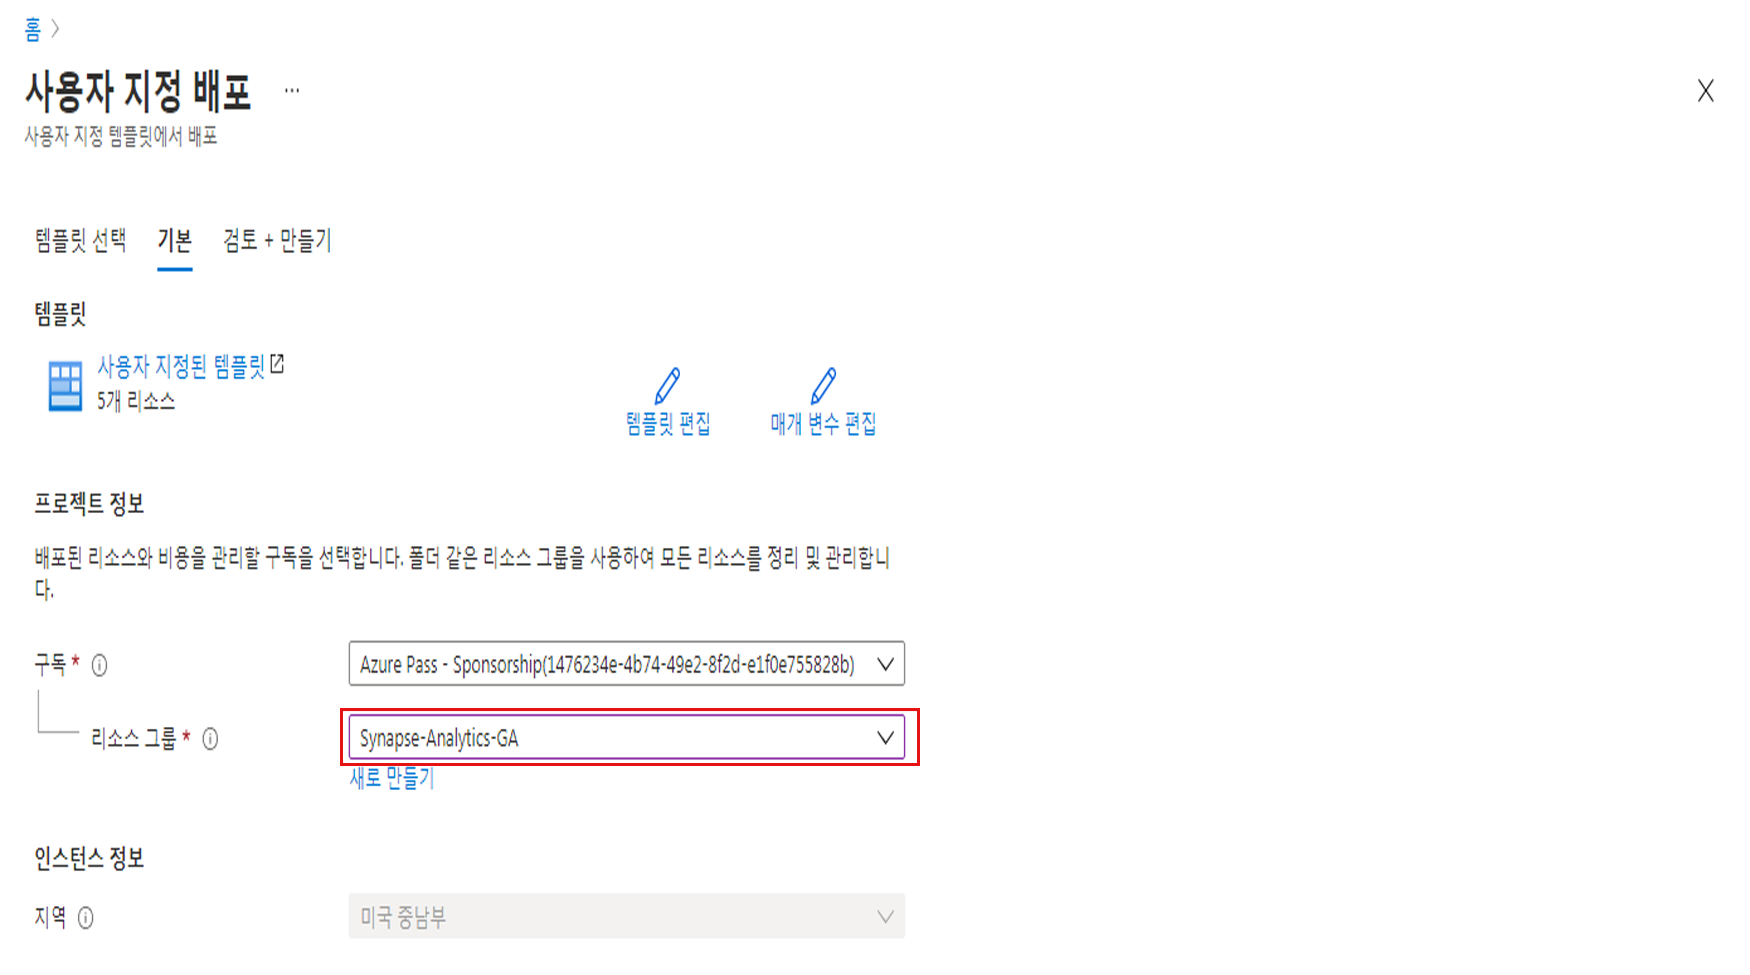 홈 >
사용자 지정 배포 ...
사용자 지정 템플릿에서 배포
템플릿 선택 기본 검토 + 만들기
템플릿
사용자 지정된 템플릿
5개 리소스
템플릿 편집 매개 변수 편집
프로젝트 정보
배포된 리소스와 비용을 관리할 구독을 선택합니다. 폴더 같은 리소스 그룹을 사용하여 모든 리소스를 정리 및 관리합니
다.
구독 * Azure Pass - Sponsorship(1476234e-4b74-49e2-8f2d-e1f0e755828b)
리소스 그룹 * Synapse-Analytics-GA
새로 만들기
인스턴스 정보
지역 미국 중남부